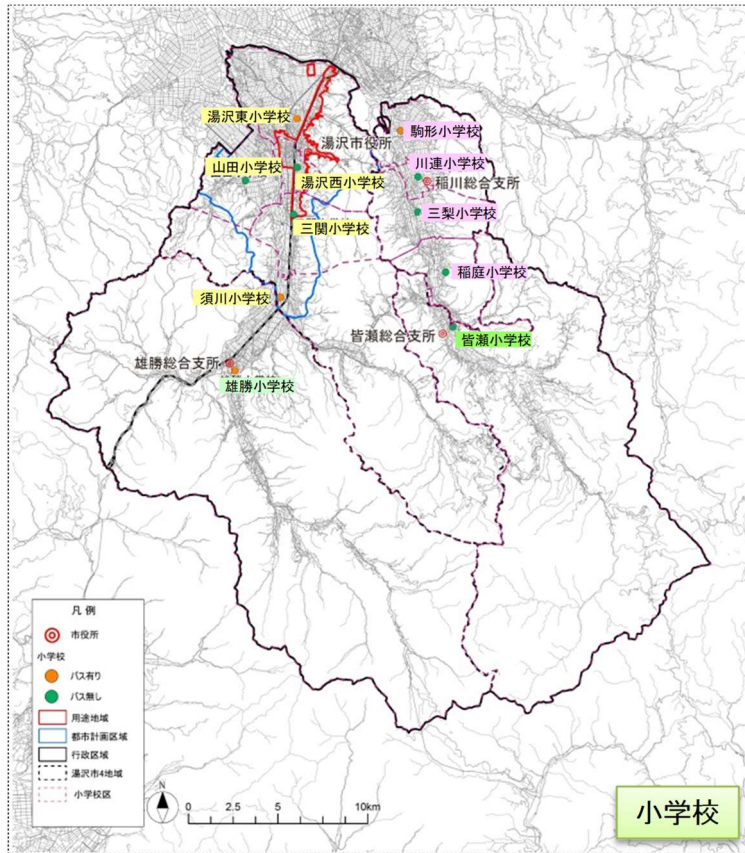 湯沢東小学校
湯沢市役所
駒形小学校
山田小学校
湯沢西小学校
川連小学校
稲川総合支所
三関小学校
三梨小学校
須川小学校
稲庭小学校
皆瀬総合支所
皆瀬小学校
雄勝総合支所
雄勝小学校
凡例
市役所
小学校
バス有り
バス無し
用途地域
都市計画区域
行政区域
湯沢市4地域
小学校区
N
0 2.5 5 10km
小学校